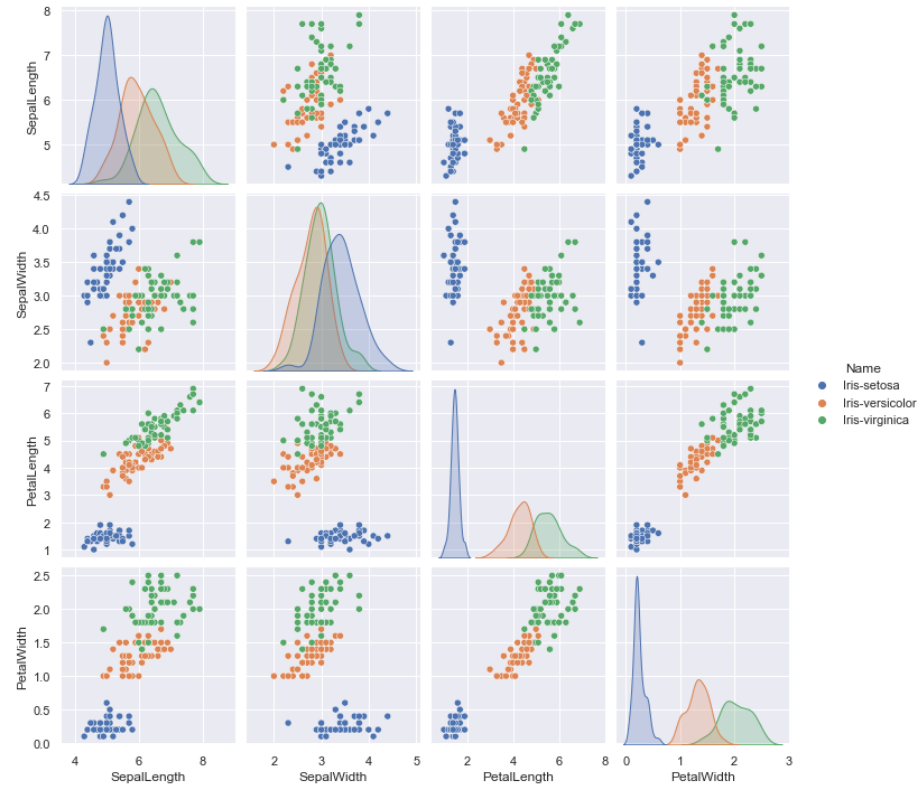 SepalLength
8
7
6
5
SepalWidth
4.5
4.0
3.5
3.0
2.5
2.0
PetalLength
7
6
5
4
3
2
1
PetalWidth
2.5
2.0
1.5
1.0
0.5
0.0
4 6 8
SepalLength
2 3 4 5
SepalWidth
2 4 6 8
PetalLength
0 1 2 3
PetalWidth
Name
Iris-setosa
Iris-versicolor
Iris-virginica